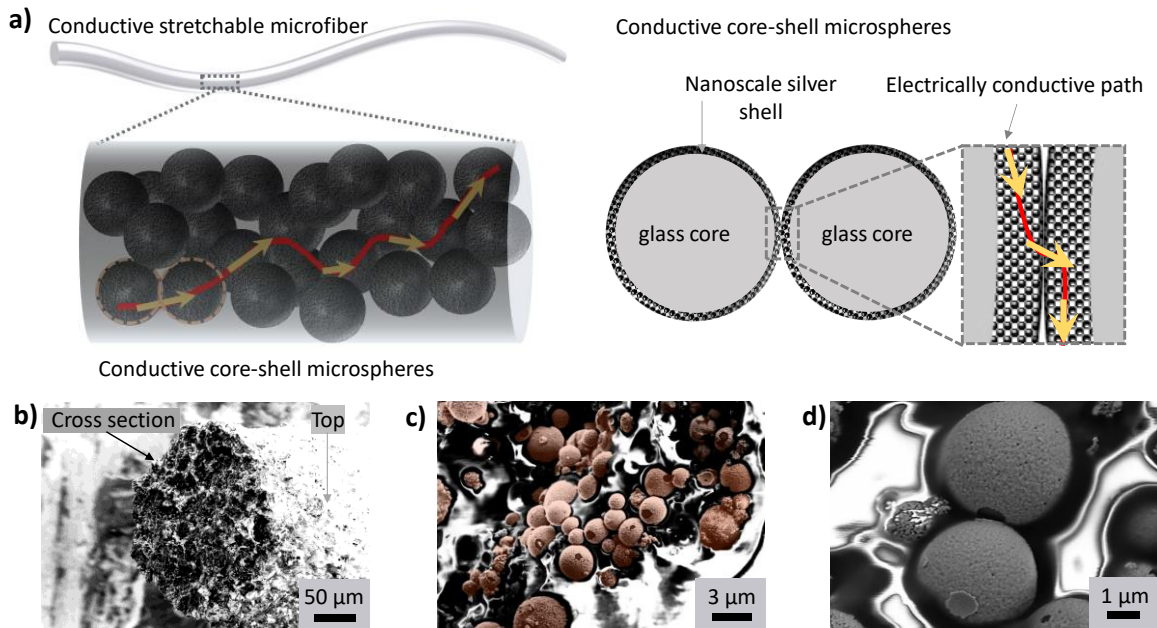 a)
Conductive stretchable microfiber
Conductive core-shell microspheres
Conductive core-shell microspheres
Nanoscale silver
shell
Electrically conductive path
glass core
glass core
b)
Cross section
Top
50 µm
c)
3 µm
d)
1 µm